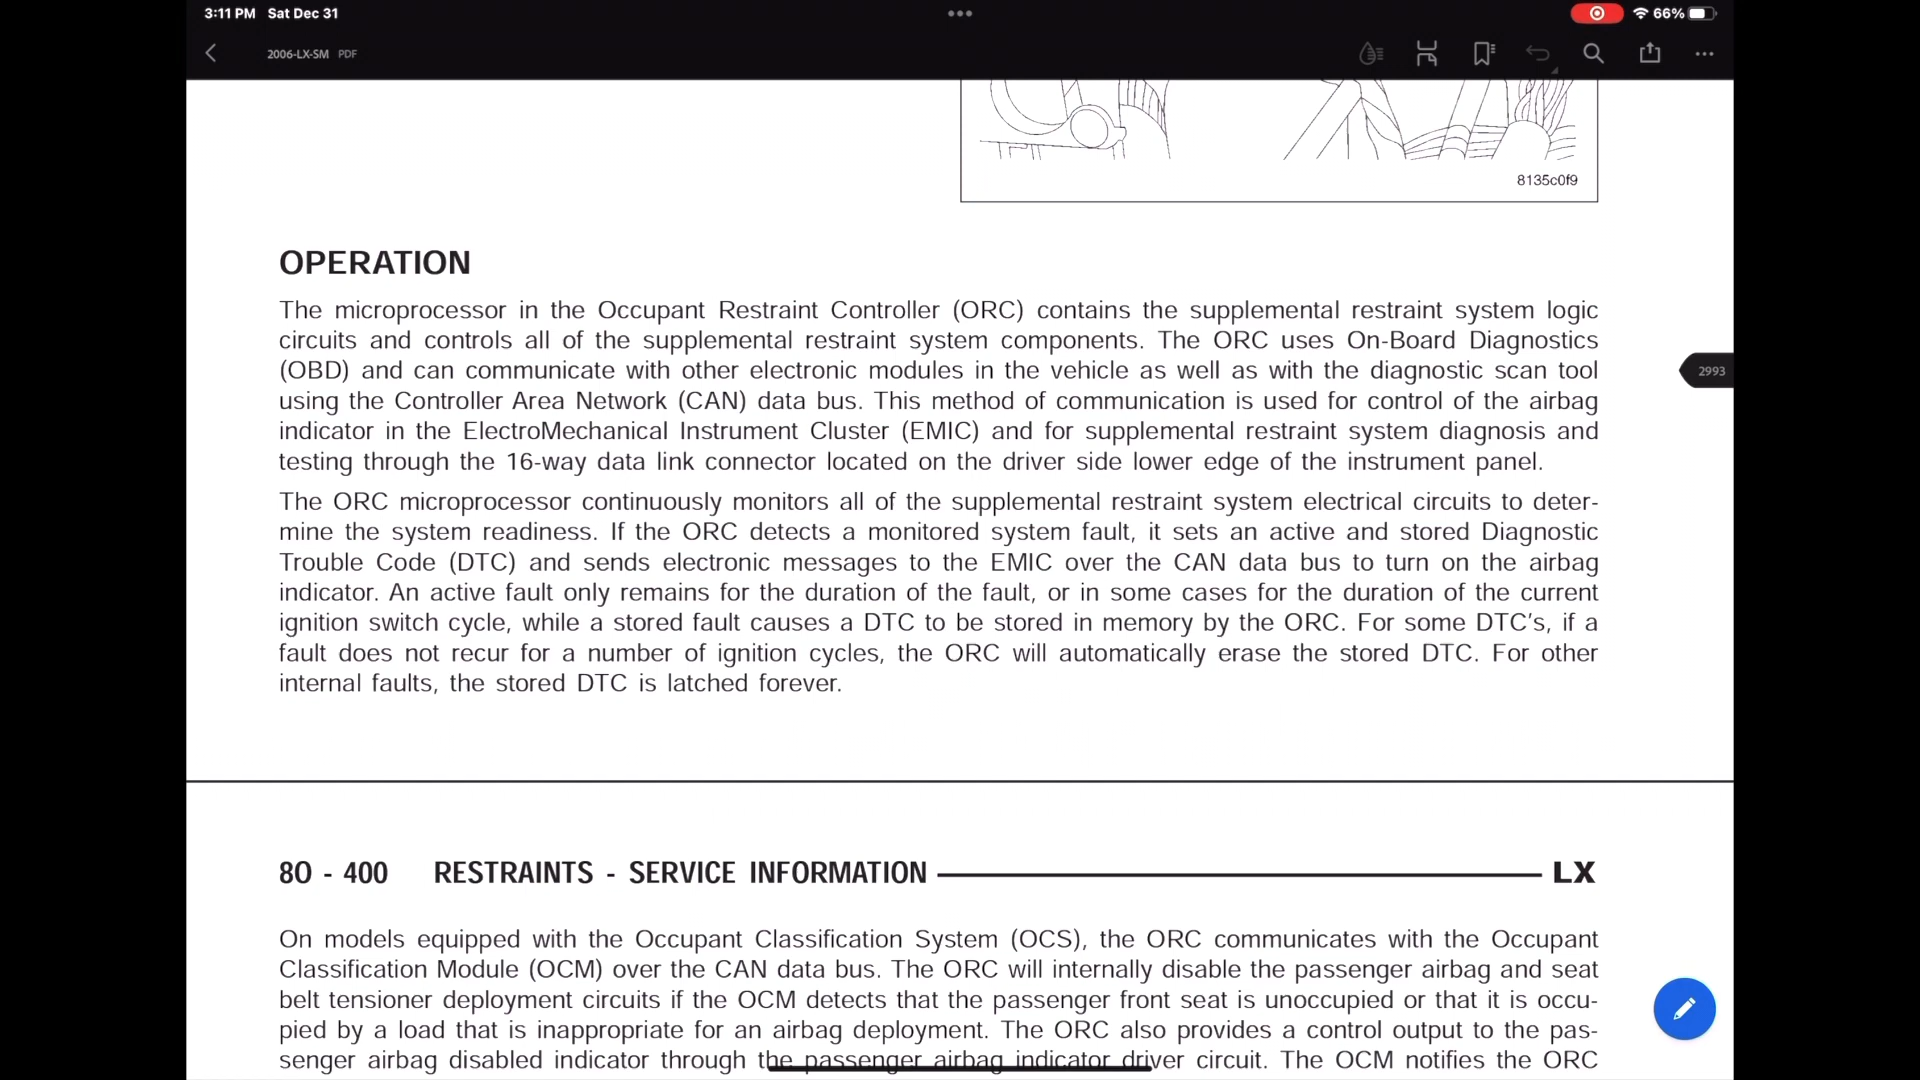 3:11 PM Sat Dec 31
66%
2006-LX-SM PDF
8135c0f9
OPERATION
The microprocessor in the Occupant Restraint Controller (ORC) contains the supplemental restraint system logic
circuits and controls all of the supplemental restraint system components. The ORC uses On-Board Diagnostics
(OBD) and can communicate with other electronic modules in the vehicle as well as with the diagnostic scan tool
using the Controller Area Network (CAN) data bus. This method of communication is used for control of the airbag
indicator in the ElectroMechanical Instrument Cluster (EMIC) and for supplemental restraint system diagnosis and
testing through the 16-way data link connector located on the driver side lower edge of the instrument panel.
2993
The ORC microprocessor continuously monitors all of the supplemental restraint system electrical circuits to deter-
mine the system readiness. If the ORC detects a monitored system fault, it sets an active and stored Diagnostic
Trouble Code (DTC) and sends electronic messages to the EMIC over the CAN data bus to turn on the airbag
indicator. An active fault only remains for the duration of the fault, or in some cases for the duration of the current
ignition switch cycle, while a stored fault causes a DTC to be stored in memory by the ORC. For some DTC's, if a
fault does not recur for a number of ignition cycles, the ORC will automatically erase the stored DTC. For other
internal faults, the stored DTC is latched forever.
8O - 400 RESTRAINTS - SERVICE INFORMATION LX
On models equipped with the Occupant Classification System (OCS), the ORC communicates with the Occupant
Classification Module (OCM) over the CAN data bus. The ORC will internally disable the passenger airbag and seat
belt tensioner deployment circuits if the OCM detects that the passenger front seat is unoccupied or that it is occu-
pied by a load that is inappropriate for an airbag deployment. The ORC also provides a control output to the pas-
senger airbag disabled indicator through the passenger airbag indicator driver circuit. The OCM notifies the ORC